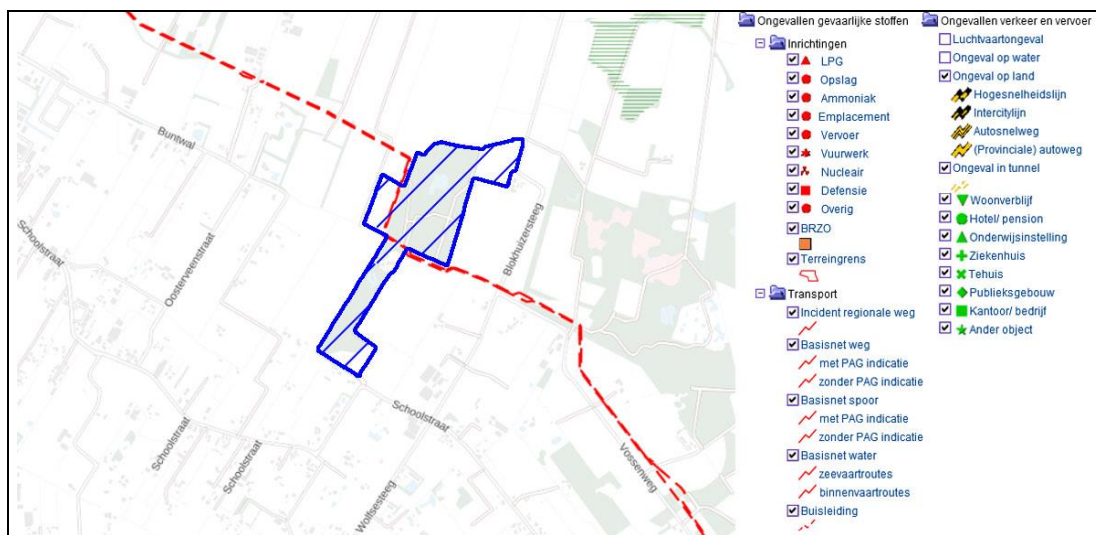 Buntwal
Schoolstraat
Oosterveenstraat
Blokhuizersteeg
Schoolstraat
Schoolstraat
Schoolstraat
Wolfsesteeg
Vossenweg
Ongevallen gevaarlijke stoffen
Inrichtingen
LPG
Opslag
Ammoniak
Emplacement
Vervoer
Vuurwerk
Nucleair
Defensie
Overig
BRZO
Terreingrens
Transport
Incident regionale weg
Basisnet weg
met PAG indicatie
zonder PAG indicatie
Basisnet spoor
met PAG indicatie
zonder PAG indicatie
Basisnet water
zeevaartroutes
binnenvaartroutes
Buisleiding
Ongevallen verkeer en vervoer
Luchtvaartongeval
Ongeval op water
Ongeval op land
Hogesnelheidslijn
Intercitylijn
Autosnelweg
(Provinciale) autoweg
Ongeval in tunnel
Woonverblijf
Hotel/ pension
Onderwijsinstelling
Ziekenhuis
Tehuis
Publieksgebouw
Kantoor/ bedrijf
Ander object